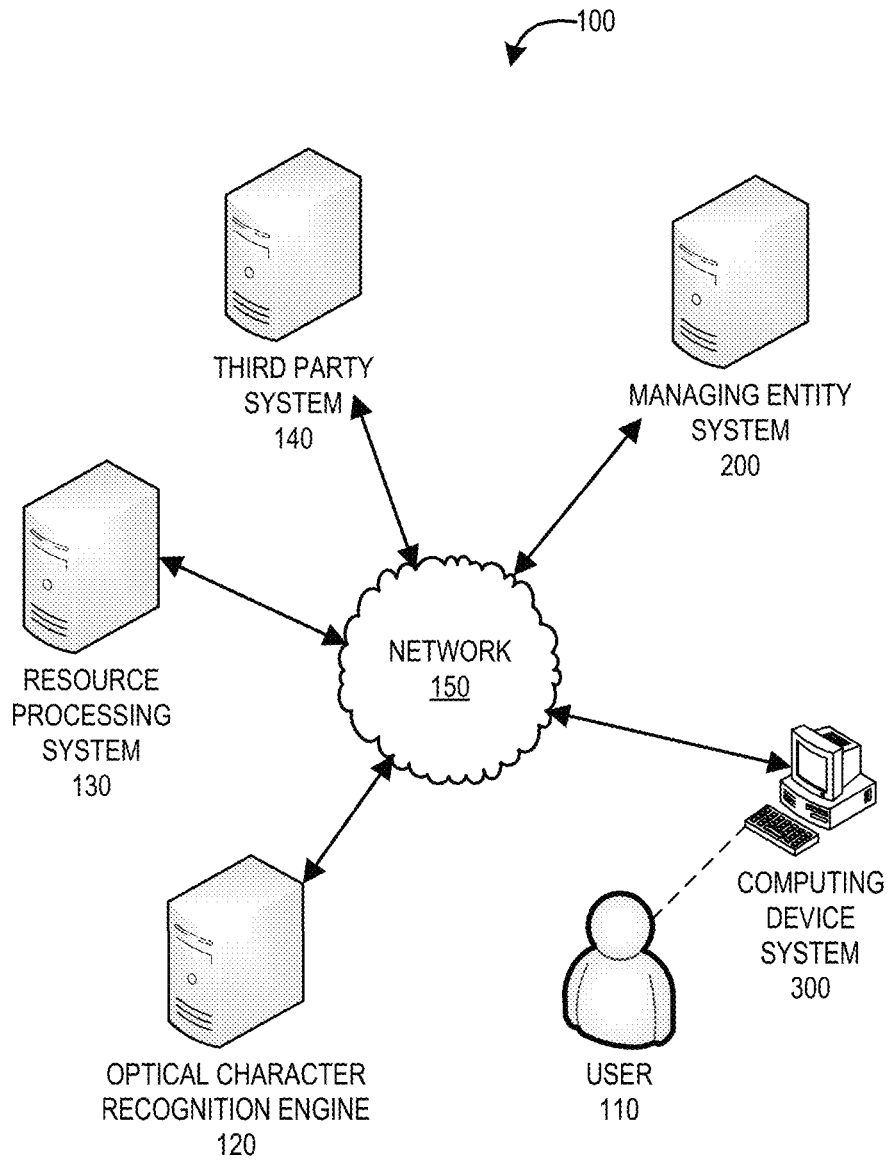 100
THIRD PARTY
SYSTEM
140
MANAGING ENTITY
SYSTEM
200
RESOURCE
PROCESSING
SYSTEM
130
NETWORK
150
COMPUTING
DEVICE
SYSTEM
300
OPTICAL CHARACTER
RECOGNITION ENGINE
120
USER
110